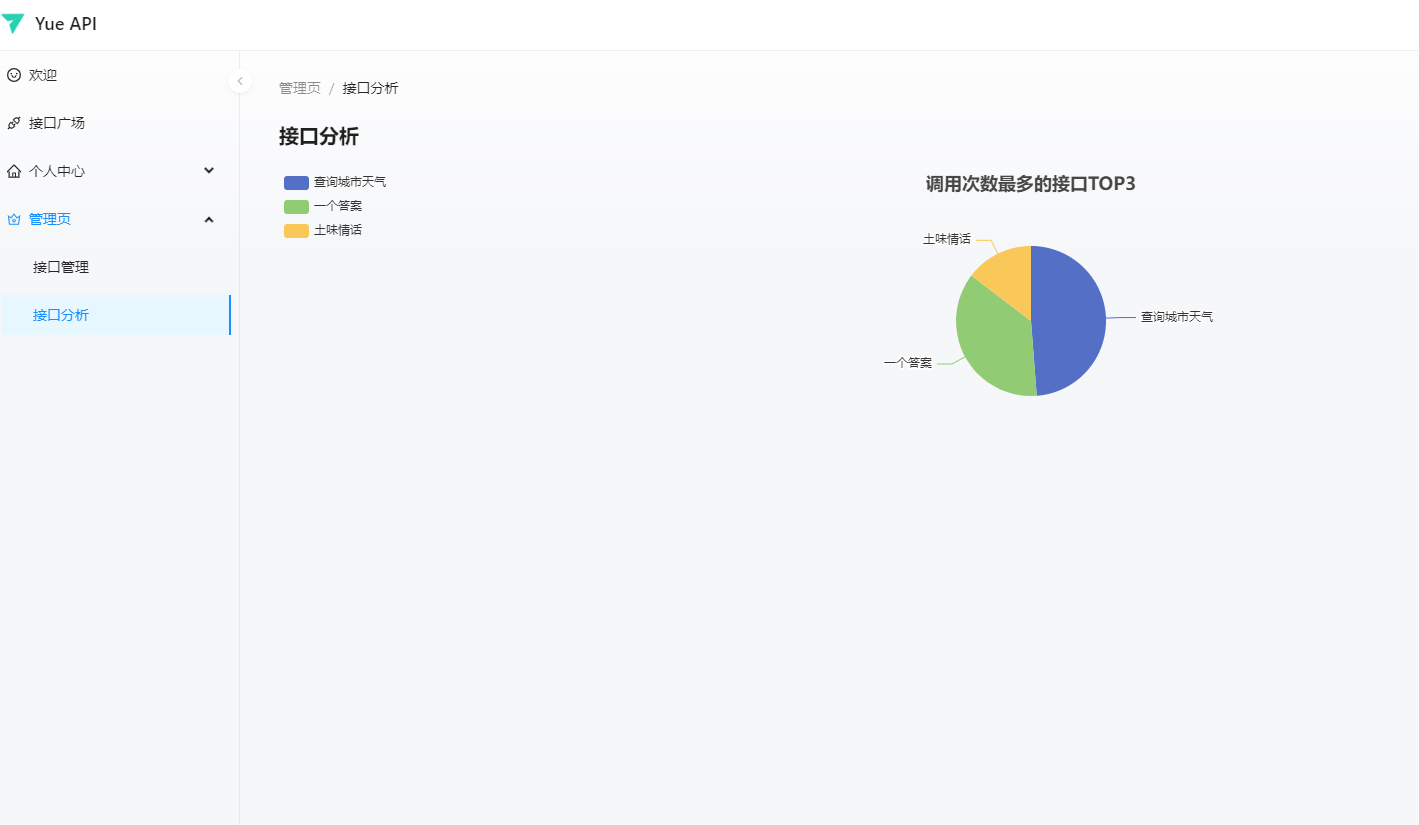 Yue API
欢迎
接口广场
个人中心
管理页
接口管理
接口分析
管理页 / 接口分析
接口分析
查询城市天气
一个答案
土味情话
调用次数最多的接口TOP3
土味情话
查询城市天气
一个答案